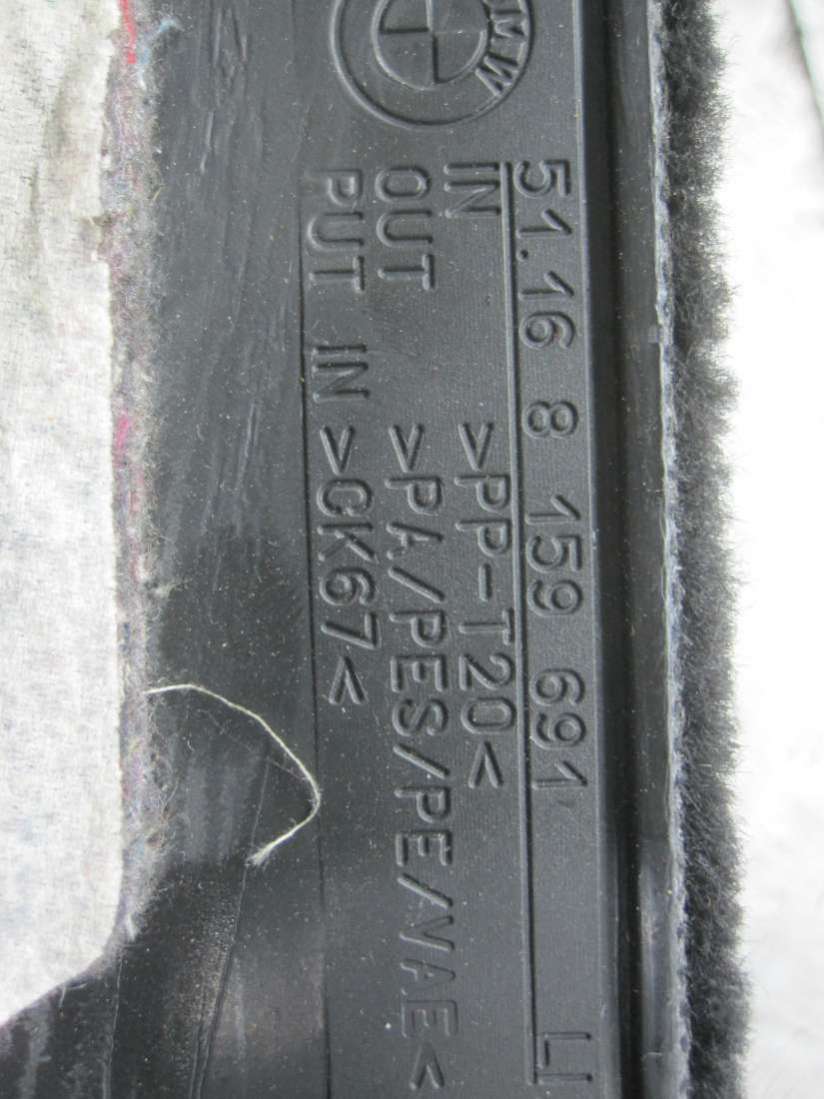 BMW
51.16 8 159 691 LI
IN >PP-T20<
OUT >PA/PES/PE/VAE<
PUT IN >CK67<